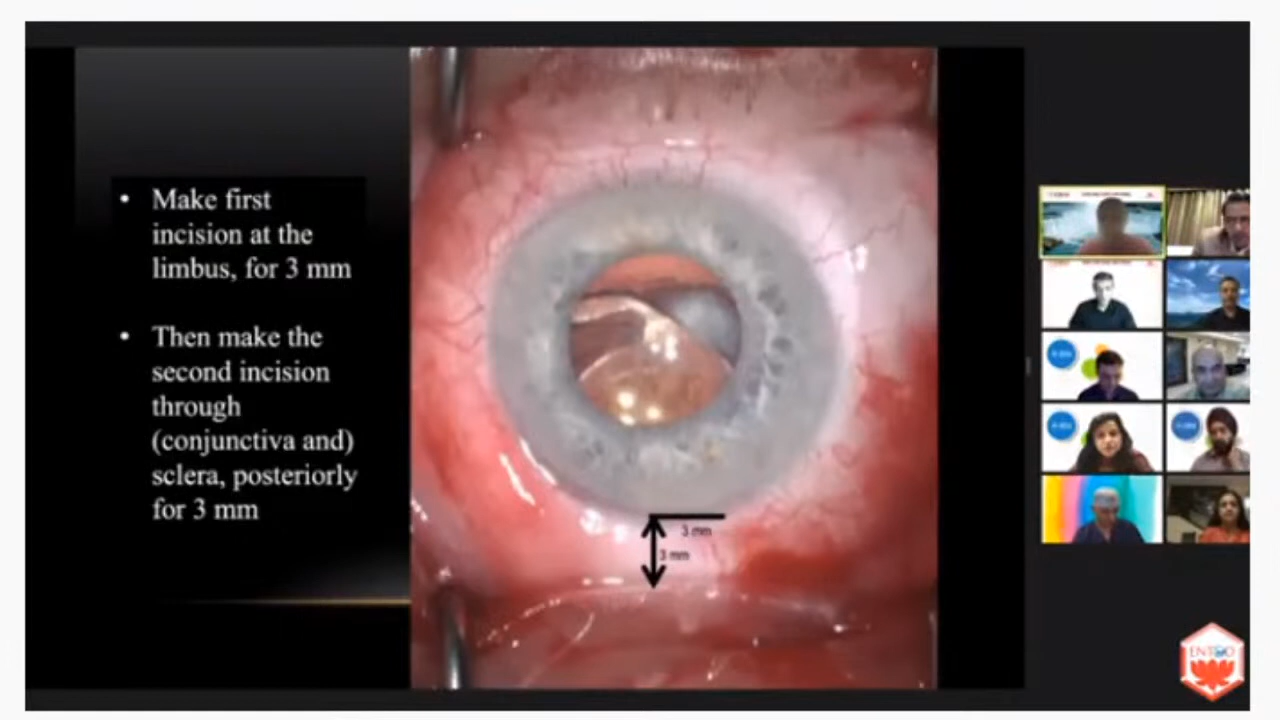 • Make first
incision at the
limbus, for 3 mm
• Then make the
second incision
through
(conjunctiva and)
sclera, posteriorly
for 3 mm
3 mm
3 mm